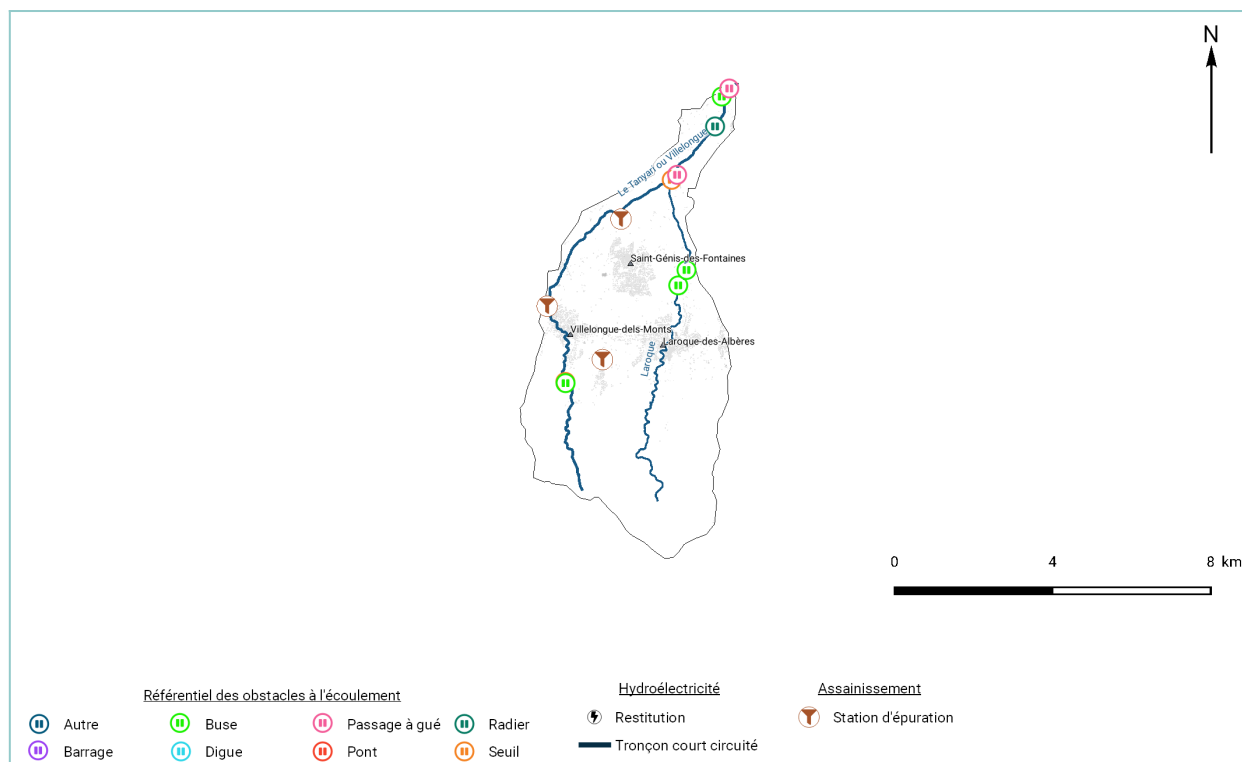 N
Le Tanyari ou Villelongue
Saint-Génis-des-Fontaines
Villelongue-dels-Monts
Laroque-des-Albères
Laroque
0 4 8 km
Référentiel des obstacles à l'écoulement
Hydroélectricité
Assainissement
Autre
Buse
Passage à gué
Radier
Restitution
Station d'épuration
Barrage
Digue
Pont
Seuil
Tronçon court circuité